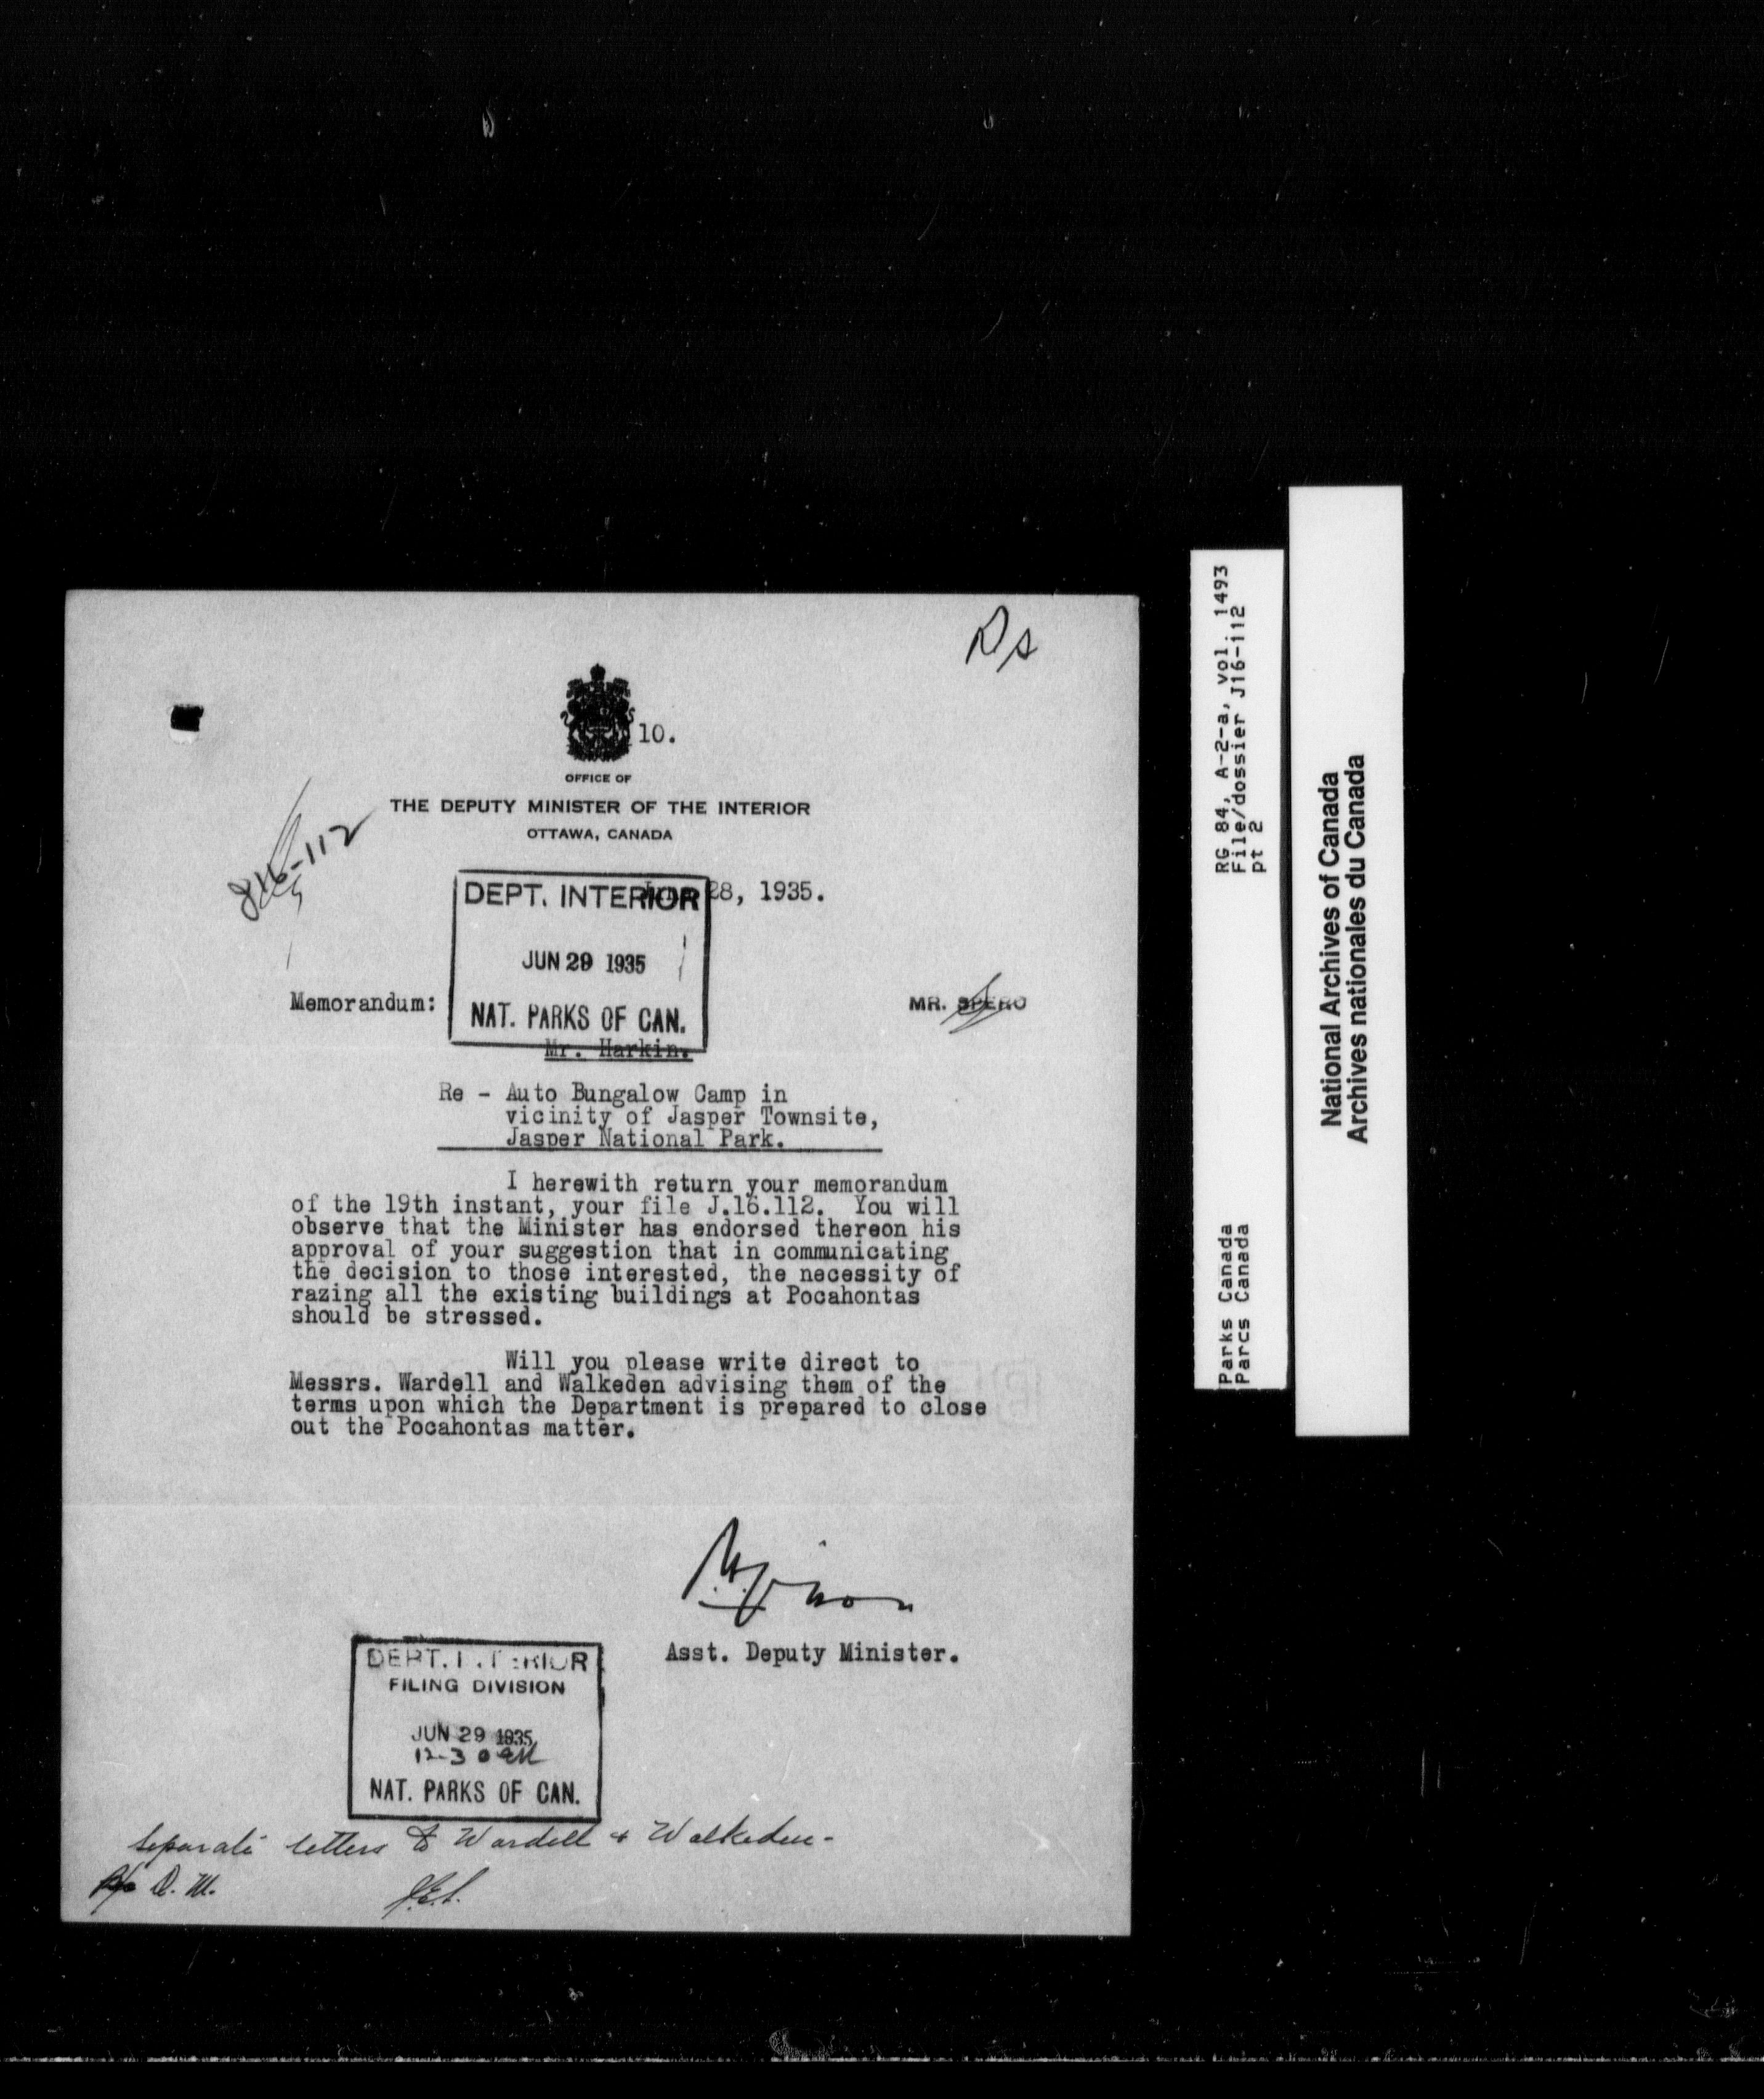 10.
OFFICE OF
THE DEPUTY MINISTER OF THE INTERIOR
OTTAWA, CANADA
J16-112
28, 1935.
DEPT. INTERIOR
JUN 29 1935
NAT. PARKS OF CAN.
Memorandum:
MR. SPERO
Mr. Harkin.
Re - Auto Bungalow Camp in
vicinity of Jasper Townsite,
Jasper National Park.
I herewith return your memorandum
of the 19th instant, your file J.16.112. You will
observe that the Minister has endorsed thereon his
approval of your suggestion that in communicating
the decision to those interested, the necessity of
razing all the existing buildings at Pocahontas
should be stressed.
Will you please write direct to
Messrs. Wardell and Walkeden advising them of the
terms upon which the Department is prepared to close
out the Pocahontas matter.
Asst. Deputy Minister.
DEPT. INTERIOR
FILING DIVISION
JUN 29 1935
12-30
NAT. PARKS OF CAN.
Separate letters to Wardell & Walkeden-
D. M.
RG 84, A-2-a, vol. 1493
File/dossier J16-112
pt 2
Parks Canada
Parcs Canada
National Archives of Canada
Archives nationales du Canada